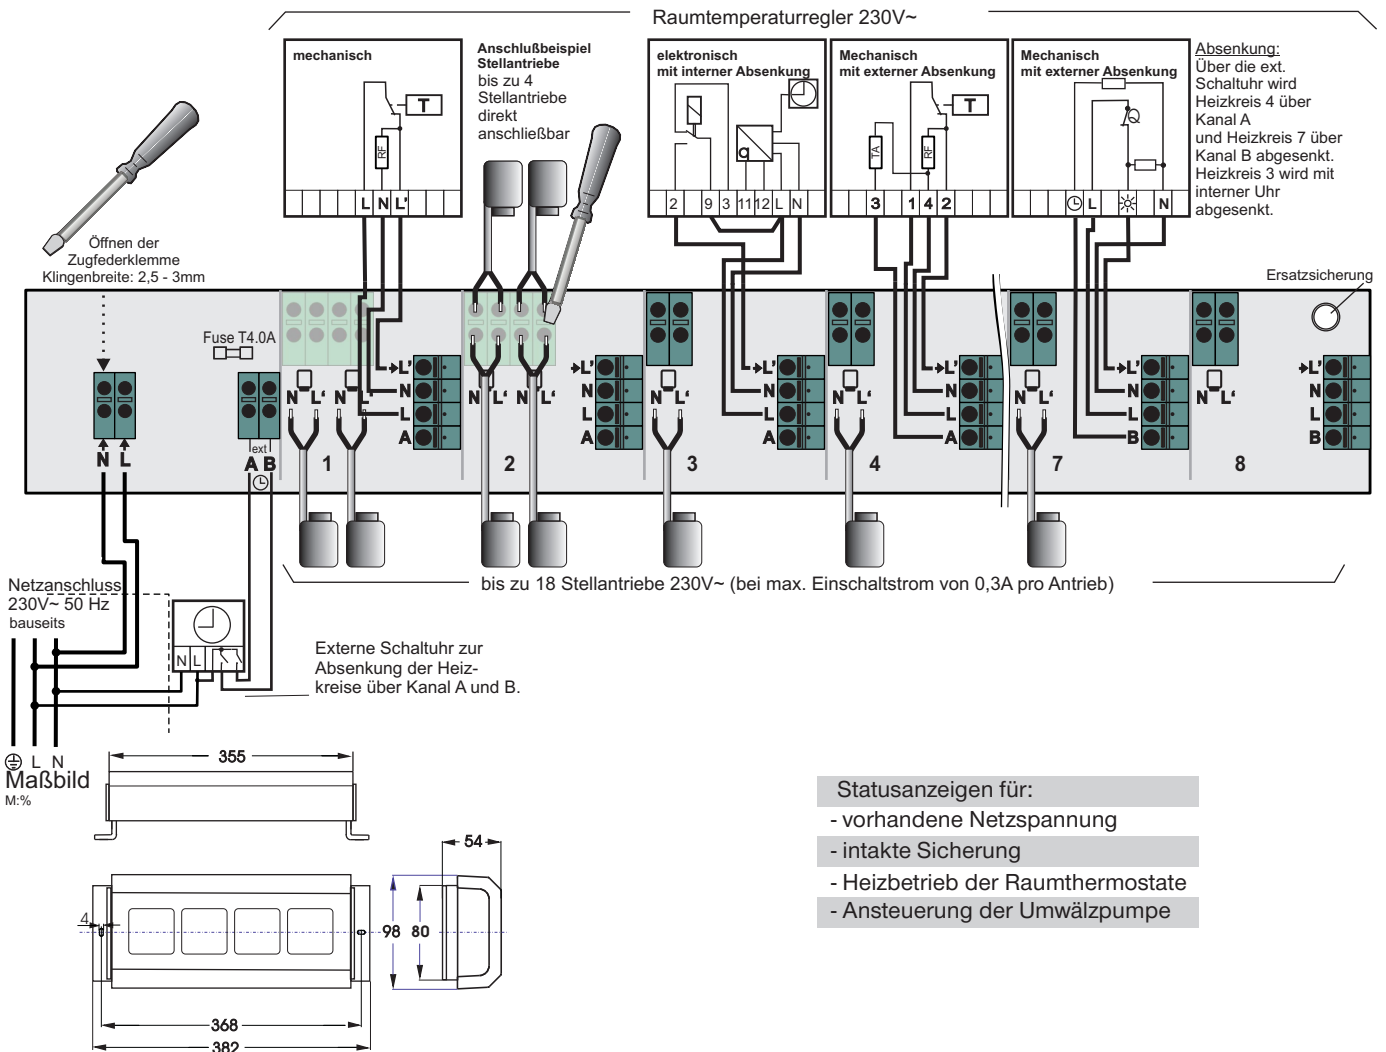 Raumtemperaturregler 230V~
mechanisch
T
RF
L N L'
Anschlußbeispiel
Stellantriebe
bis zu 4
Stellantriebe
direkt
anschließbar
elektronisch
mit interner Absenkung
2 9 3 11 12 L N
Mechanisch
mit externer Absenkung
T
TA
RF
3 1 4 2
Mechanisch
mit externer Absenkung
L N
Absenkung:
Über die ext.
Schaltuhr wird
Heizkreis 4 über
Kanal A
und Heizkreis 7 über
Kanal B abgesenkt.
Heizkreis 3 wird mit
interner Uhr
abgesenkt.
Öffnen der
Zugfederklemme
Klingenbreite: 2,5 - 3mm
Ersatzsicherung
Fuse T4.0A
N L
ext
A B
N L‘ N L‘
1
L'
N
L
A
N L‘ N L‘
2
L'
N
L
A
N L‘
3
L'
N
L
A
N L‘
4
L'
N
L
A
N L‘
7
L'
N
L
B
N L‘
8
L'
N
L
B
bis zu 18 Stellantriebe 230V~ (bei max. Einschaltstrom von 0,3A pro Antrieb)
Netzanschluss
230V~ 50 Hz
bauseits
N L
Externe Schaltuhr zur
Absenkung der Heiz-
kreise über Kanal A und B.
L N
Maßbild
M:%
355
54
4
98 80
368
382
Statusanzeigen für:
- vorhandene Netzspannung
- intakte Sicherung
- Heizbetrieb der Raumthermostate
- Ansteuerung der Umwälzpumpe